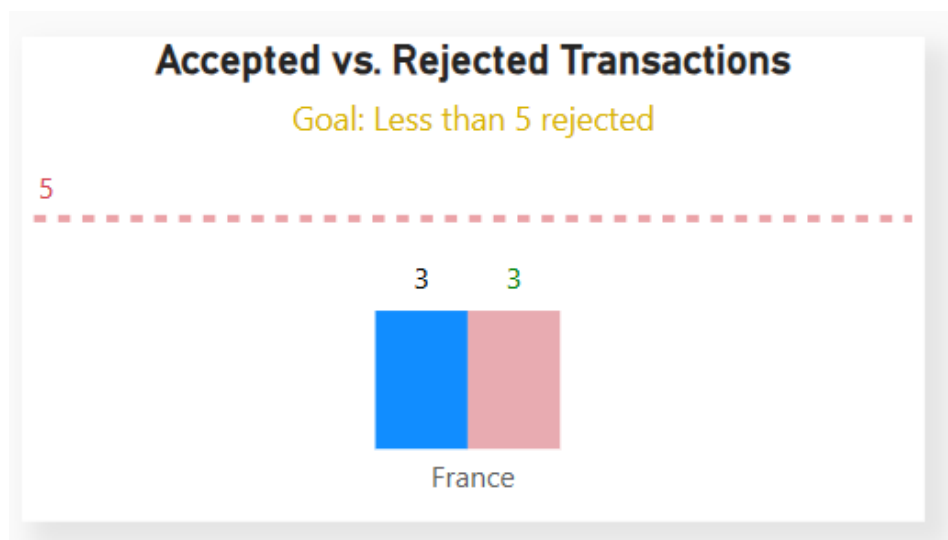 Accepted vs. Rejected Transactions
Goal: Less than 5 rejected
5
3 3
France